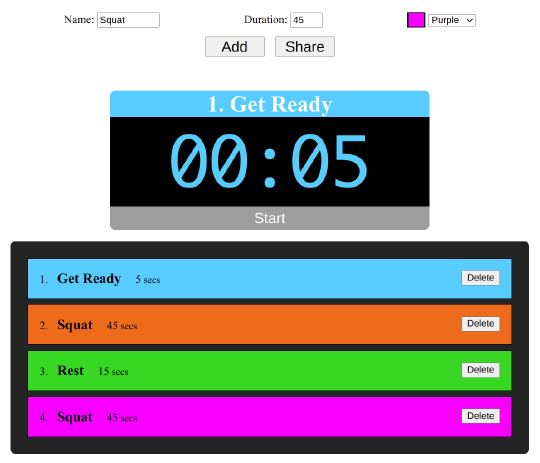 Name: Squat Duration: 45 Purple
Add Share
1. Get Ready
00:05
Start
1. Get Ready 5 secs Delete
2. Squat 45 secs Delete
3. Rest 15 secs Delete
4. Squat 45 secs Delete